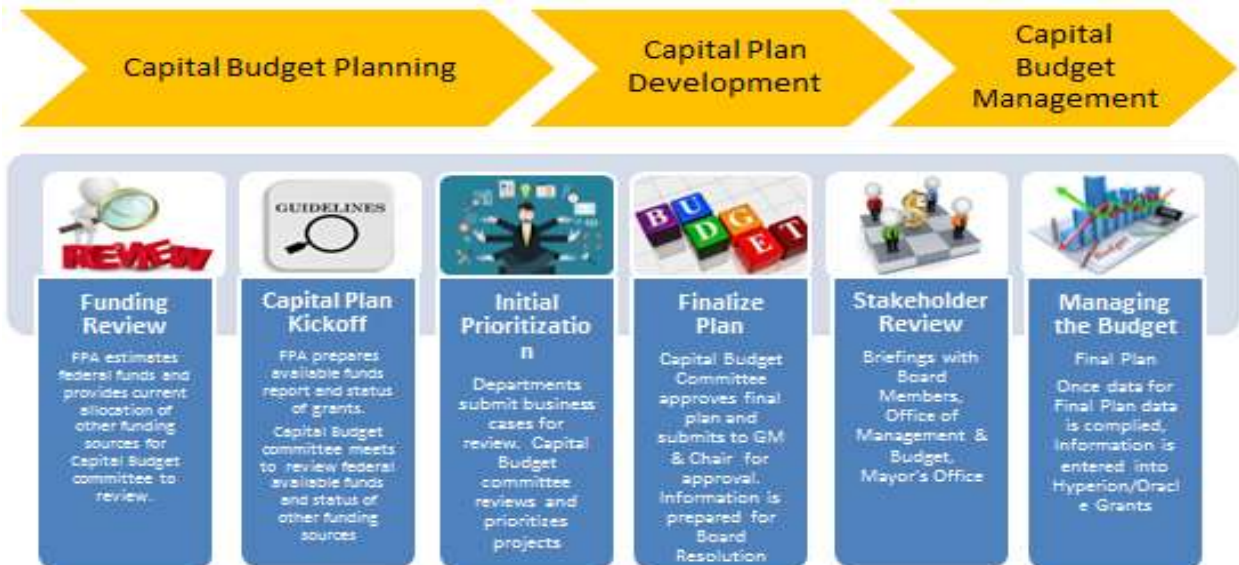 Capital Budget Planning
Capital Plan
Development
Capital
Budget
Management
REVIEW
GUIDELINES
BUDGET
Budget
Funding
Review
FPA estimates
federal funds and
provides current
allocation of
other funding
sources for
Capital Budget
committee to
review.
Capital Plan
Kickoff
FPA prepares
available funds
report and status
of grants.
Capital Budget
committee meets
to review federal
available funds
and status of
other funding
sources
Initial
Prioritizatio
n
Departments
submit business
cases for
review. Capital
Budget
committee
reviews and
prioritizes
projects
Finalize
Plan
Capital Budget
Committee
approves final
plan and
submits to GM
& Chair for
approval.
Information is
prepared for
Board
Resolution
Stakeholder
Review
Briefings with
Board
Members,
Office of
Management &
Budget,
Mayor's Office
Managing
the Budget
Final Plan
Once data for
Final Plan data
is complied,
Information is
entered into
Hyperion/Oracl
e Grants